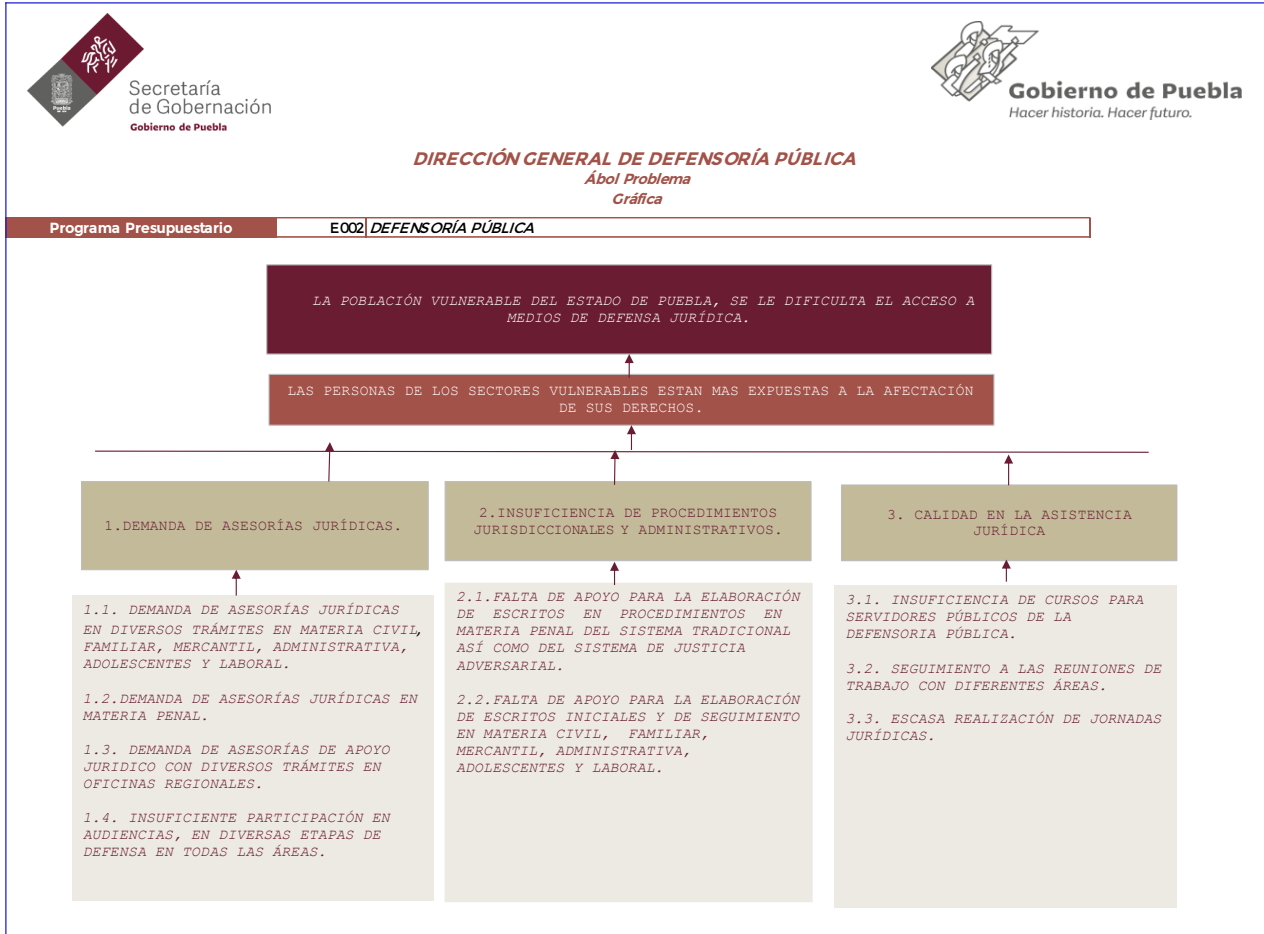 Secretaría
de Gobernación
Gobierno de Puebla
Puebla
Gobierno de Puebla
Hacer historia. Hacer futuro.
DIRECCIÓN GENERAL DE DEFENSORÍA PÚBLICA
Ábol Problema
Gráfica
Programa Presupuestario E002 DEFENSORÍA PÚBLICA
LA POBLACIÓN VULNERABLE DEL ESTADO DE PUEBLA, SE LE DIFICULTA EL ACCESO A
MEDIOS DE DEFENSA JURÍDICA.
LAS PERSONAS DE LOS SECTORES VULNERABLES ESTAN MAS EXPUESTAS A LA AFECTACIÓN
DE SUS DERECHOS.
1.DEMANDA DE ASESORÍAS JURÍDICAS.
1.1. DEMANDA DE ASESORÍAS JURÍDICAS
EN DIVERSOS TRÁMITES EN MATERIA CIVIL,
FAMILIAR, MERCANTIL, ADMINISTRATIVA,
ADOLESCENTES Y LABORAL.
1.2.DEMANDA DE ASESORÍAS JURÍDICAS EN
MATERIA PENAL.
1.3. DEMANDA DE ASESORÍAS DE APOYO
JURIDICO CON DIVERSOS TRÁMITES EN
OFICINAS REGIONALES.
1.4. INSUFICIENTE PARTICIPACIÓN EN
AUDIENCIAS, EN DIVERSAS ETAPAS DE
DEFENSA EN TODAS LAS ÁREAS.
2.INSUFICIENCIA DE PROCEDIMIENTOS
JURISDICCIONALES Y ADMINISTRATIVOS.
2.1.FALTA DE APOYO PARA LA ELABORACIÓN
DE ESCRITOS EN PROCEDIMIENTOS EN
MATERIA PENAL DEL SISTEMA TRADICIONAL
ASÍ COMO DEL SISTEMA DE JUSTICIA
ADVERSARIAL.
2.2.FALTA DE APOYO PARA LA ELABORACIÓN
DE ESCRITOS INICIALES Y DE SEGUIMIENTO
EN MATERIA CIVIL, FAMILIAR,
MERCANTIL, ADMINISTRATIVA,
ADOLESCENTES Y LABORAL.
3. CALIDAD EN LA ASISTENCIA
JURÍDICA
3.1. INSUFICIENCIA DE CURSOS PARA
SERVIDORES PÚBLICOS DE LA
DEFENSORIA PÚBLICA.
3.2. SEGUIMIENTO A LAS REUNIONES DE
TRABAJO CON DIFERENTES ÁREAS.
3.3. ESCASA REALIZACIÓN DE JORNADAS
JURÍDICAS.